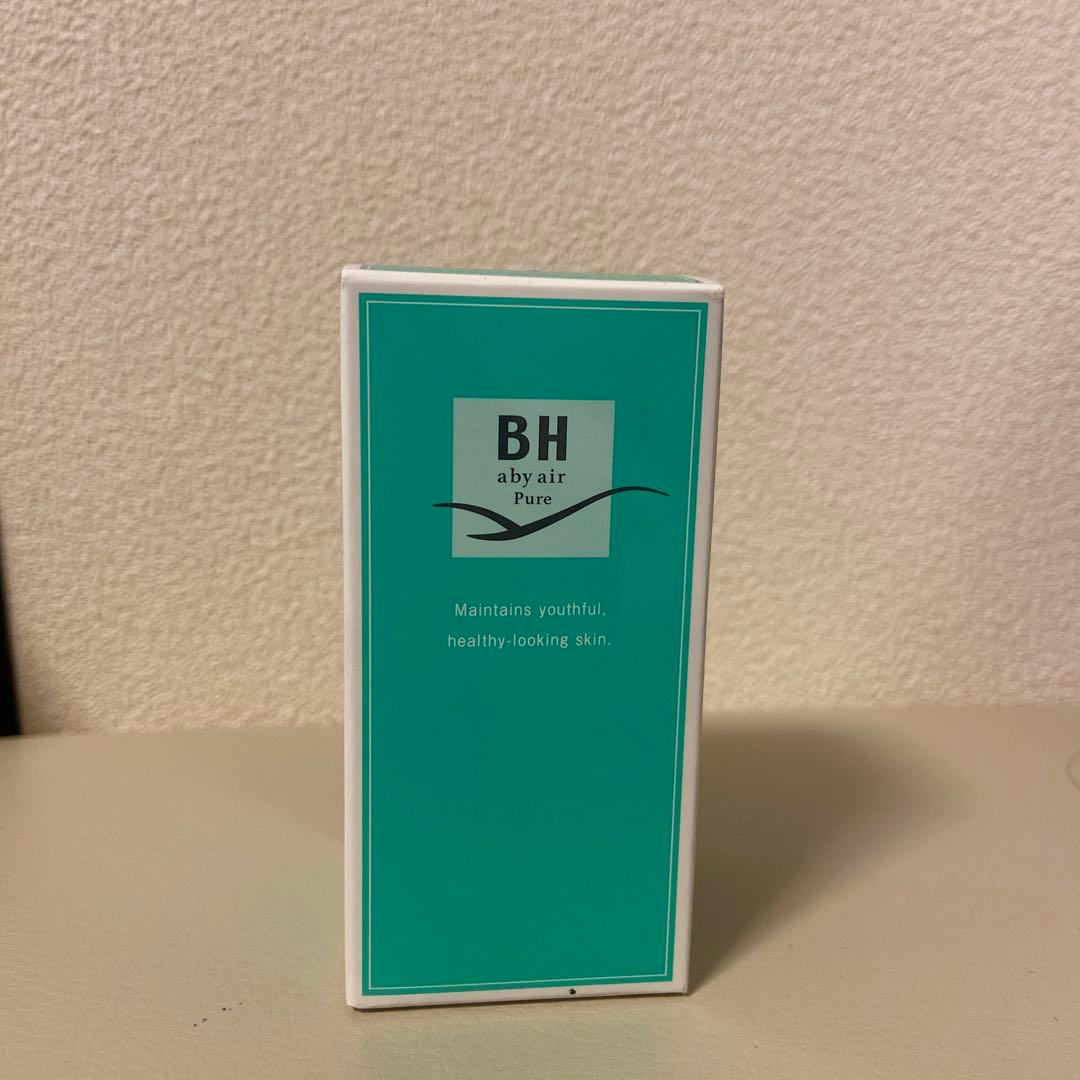 BH
aby air
Pure
Maintains youthful,
healthy-looking skin.